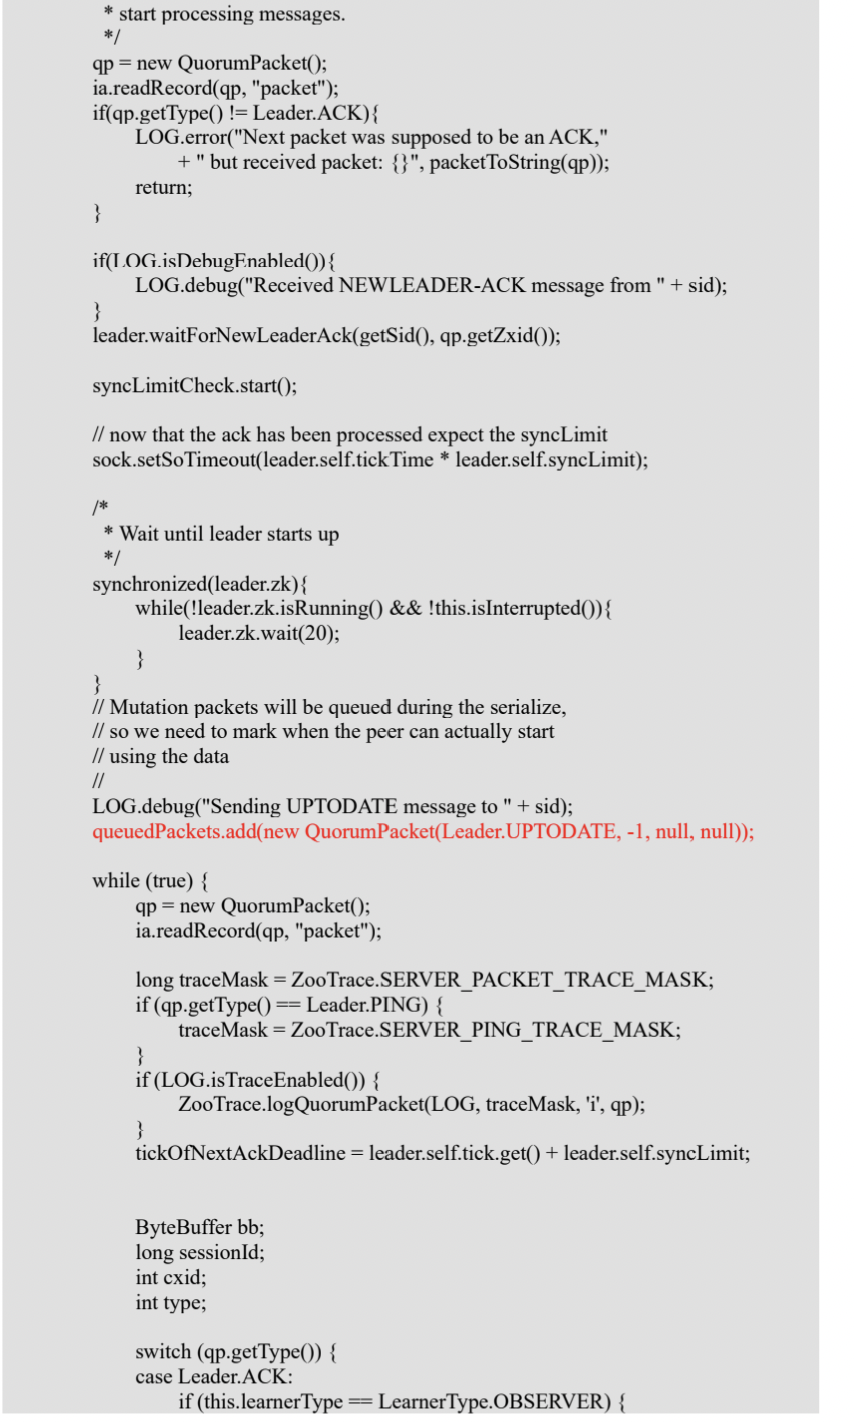 * start processing messages.
*/
qp = new QuorumPacket();
ia.readRecord(qp, "packet");
if(qp.getType() != Leader.ACK){
LOG.error("Next packet was supposed to be an ACK,"
+ " but received packet: {}", packetToString(qp));
return;
}
if(LOG.isDebugEnabled()){
LOG.debug("Received NEWLEADER-ACK message from " + sid);
}
leader.waitForNewLeaderAck(getSid(), qp.getZxid());
syncLimitCheck.start();
// now that the ack has been processed expect the syncLimit
sock.setSoTimeout(leader.self.tickTime * leader.self.syncLimit);
/*
* Wait until leader starts up
*/
synchronized(leader.zk){
while(!leader.zk.isRunning() && !this.isInterrupted()){
leader.zk.wait(20);
}
}
// Mutation packets will be queued during the serialize,
// so we need to mark when the peer can actually start
// using the data
//
LOG.debug("Sending UPTODATE message to " + sid);
queuedPackets.add(new QuorumPacket(Leader.UPTODATE, -1, null, null));
while (true) {
qp = new QuorumPacket();
ia.readRecord(qp, "packet");
long traceMask = ZooTrace.SERVER_PACKET_TRACE_MASK;
if (qp.getType() == Leader.PING) {
traceMask = ZooTrace.SERVER_PING_TRACE_MASK;
}
if (LOG.isTraceEnabled()) {
ZooTrace.logQuorumPacket(LOG, traceMask, 'i', qp);
}
tickOfNextAckDeadline = leader.self.tick.get() + leader.self.syncLimit;
ByteBuffer bb;
long sessionId;
int cxid;
int type;
switch (qp.getType()) {
case Leader.ACK:
if (this.learnerType == LearnerType.OBSERVER) {